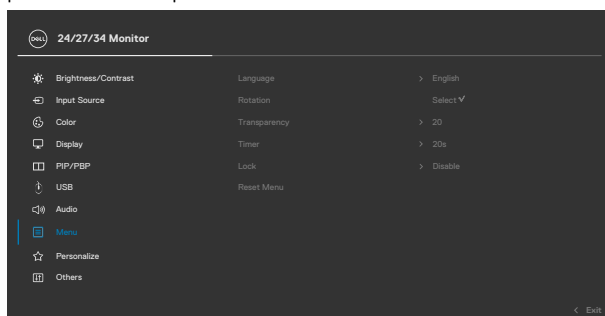 DELL 24/27/34 Monitor
Brightness/Contrast Language > English
Input Source Rotation Select ✓
Color Transparency > 20
Display Timer > 20s
PIP/PBP Lock > Disable
USB Reset Menu
Audio
Menu
Personalize
Others
< Exit